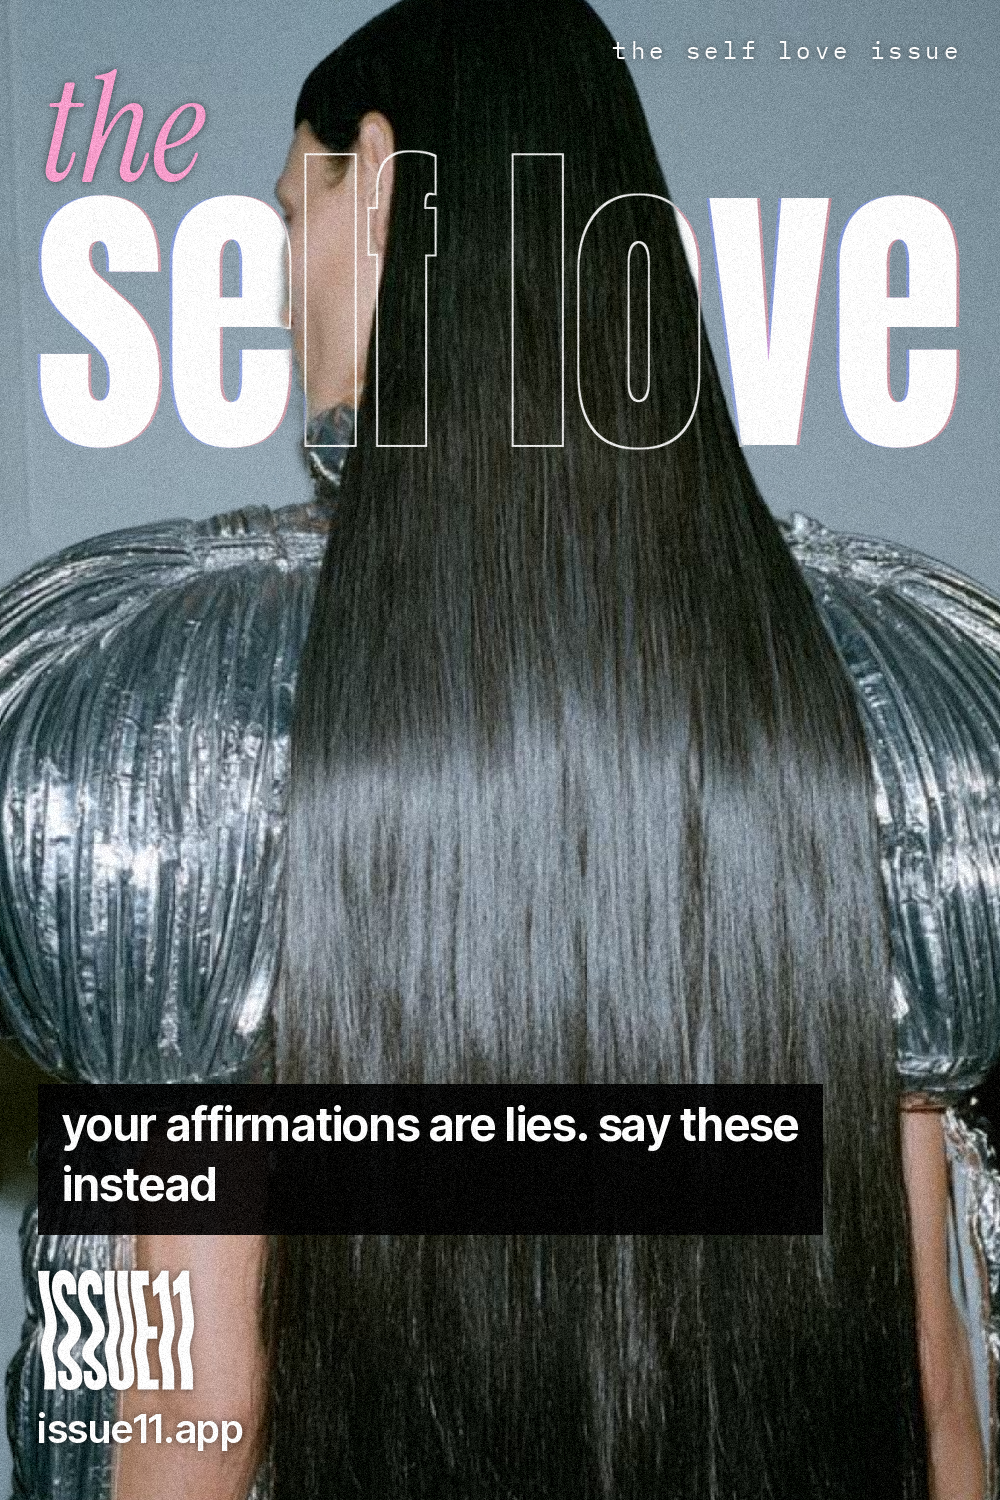 the self love issue
the
self love
your affirmations are lies. say these
instead
ISSUE11
issue11.app